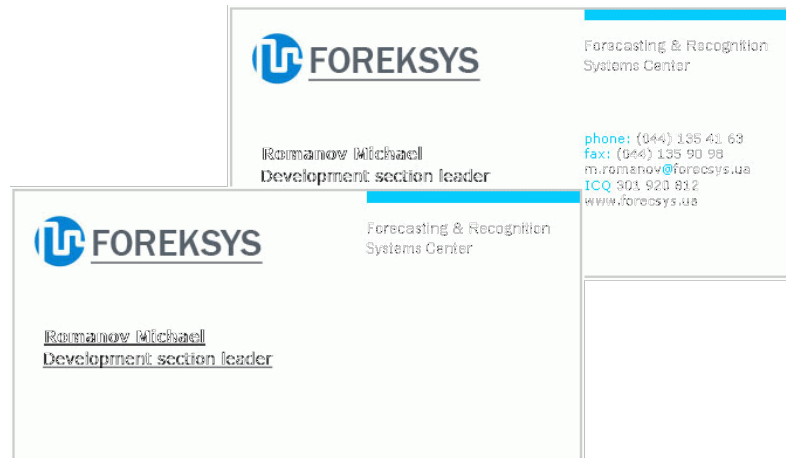 FOREKSYS
Forecasting & Recognition
Systems Center
Romanov Michael
Development section leader
phone: (044) 135 41 63
fax: (044) 135 90 98
m.romanov@forecsys.ua
ICQ 301 920 812
www.forecsys.ua
FOREKSYS
Forecasting & Recognition
Systems Center
Romanov Michael
Development section leader